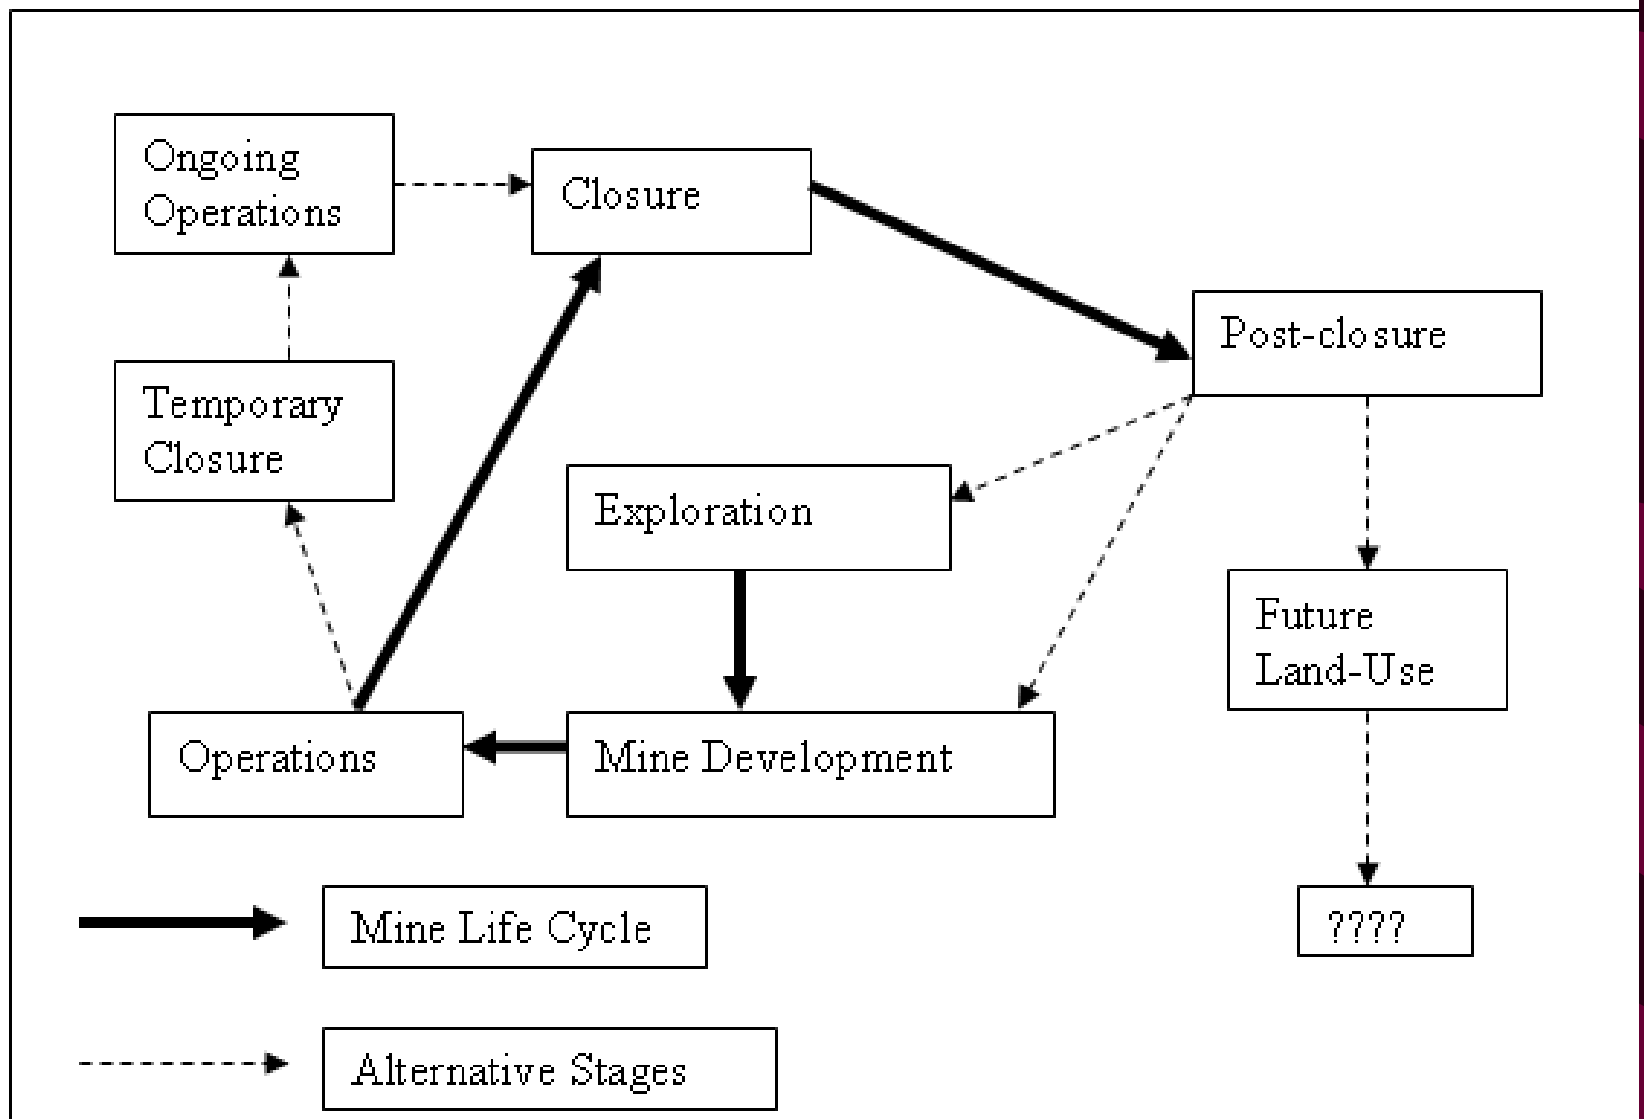 Ongoing
Operations
Closure
Post-closure
Temporary
Closure
Exploration
Future
Land-Use
Operations
Mine Development
Mine Life Cycle
????
Alternative Stages